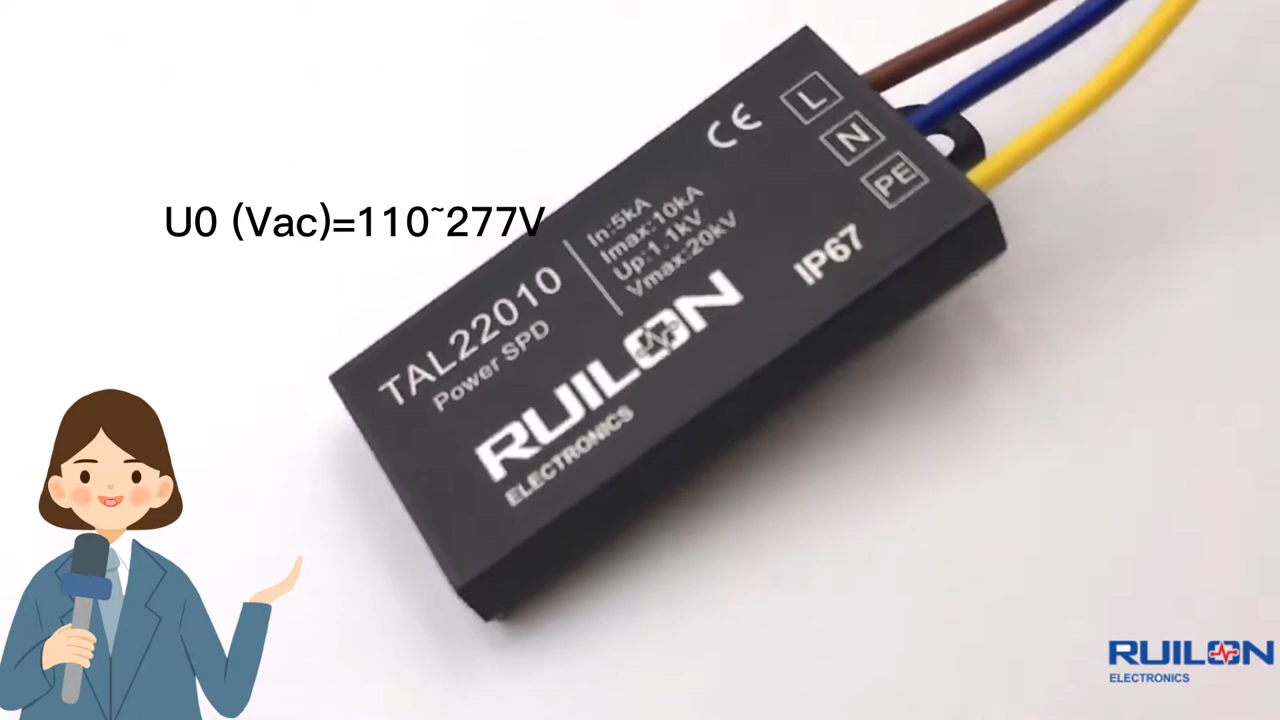 U0 (Vac)=110~277V
CE
L
N
PE
In:5kA
Imax:10kA
Up:1.1kV
Vmax:20kV
IP67
TAL22010
Power SPD
RUILON
ELECTRONICS
RUILON
ELECTRONICS